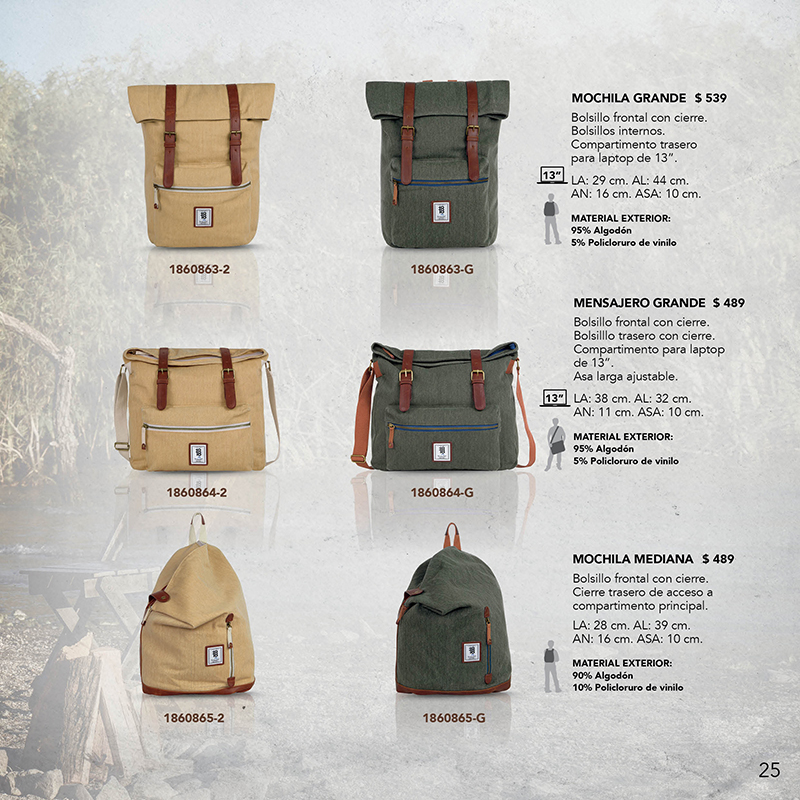 MOCHILA GRANDE $ 539
Bolsillo frontal con cierre.
Bolsillos internos.
Compartimento trasero
para laptop de 13”.
13”
LA: 29 cm. AL: 44 cm.
AN: 16 cm. ASA: 10 cm.
MATERIAL EXTERIOR:
95% Algodón
5% Policloruro de vinilo
1860863-2
1860863-G
MENSAJERO GRANDE $ 489
Bolsillo frontal con cierre.
Bolsilllo trasero con cierre.
Compartimento para laptop
de 13”.
Asa larga ajustable.
13”
LA: 38 cm. AL: 32 cm.
AN: 11 cm. ASA: 10 cm.
MATERIAL EXTERIOR:
95% Algodón
5% Policloruro de vinilo
1860864-2
1860864-G
MOCHILA MEDIANA $ 489
Bolsillo frontal con cierre.
Cierre trasero de acceso a
compartimento principal.
LA: 28 cm. AL: 39 cm.
AN: 16 cm. ASA: 10 cm.
MATERIAL EXTERIOR:
90% Algodón
10% Policloruro de vinilo
1860865-2
1860865-G
25